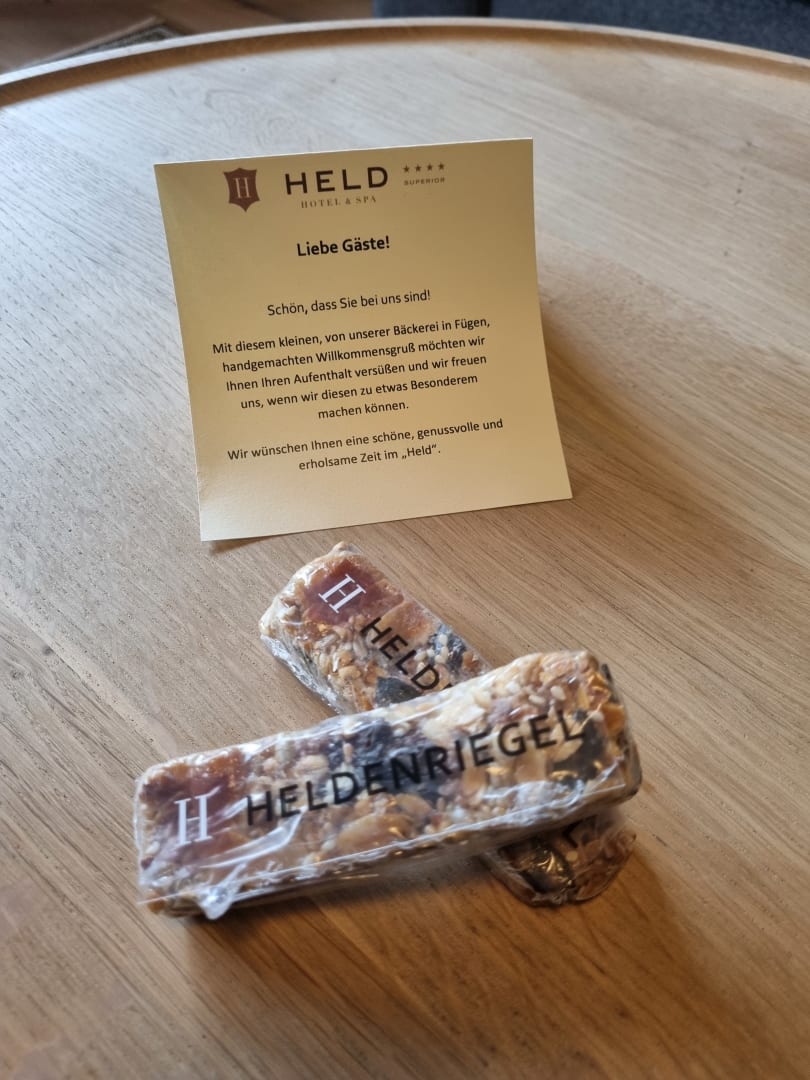 H HELD ★★★★
SUPERIOR
HOTEL & SPA
Liebe Gäste!
Schön, dass Sie bei uns sind!
Mit diesem kleinen, von unserer Bäckerei in Fügen,
handgemachten Willkommensgruß möchten wir
Ihnen Ihren Aufenthalt versüßen und wir freuen
uns, wenn wir diesen zu etwas Besonderem
machen können.
Wir wünschen Ihnen eine schöne, genussvolle und
erholsame Zeit im „Held“.
H HELD
H HELDENRIEGEL